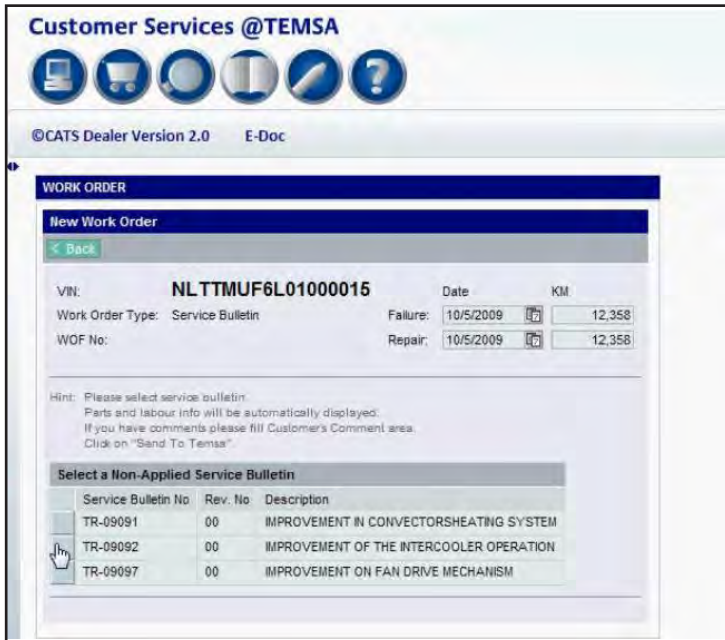 Customer Services @TEMSA
?
©CATS Dealer Version 2.0 E-Doc
WORK ORDER
New Work Order
< Back
VIN: NLTTMUF6L01000015 Date KM
Work Order Type: Service Bulletin Failure: 10/5/2009 12,358
WOF No: Repair: 10/5/2009 12,358
Hint: Please select service bulletin.
Parts and labour info will be automatically displayed.
If you have comments please fill Customer's Comment area.
Click on "Send To Temsa".
Select a Non-Applied Service Bulletin
Service Bulletin No Rev. No Description
TR-09091 00 IMPROVEMENT IN CONVECTORSHEATING SYSTEM
TR-09092 00 IMPROVEMENT OF THE INTERCOOLER OPERATION
TR-09097 00 IMPROVEMENT ON FAN DRIVE MECHANISM